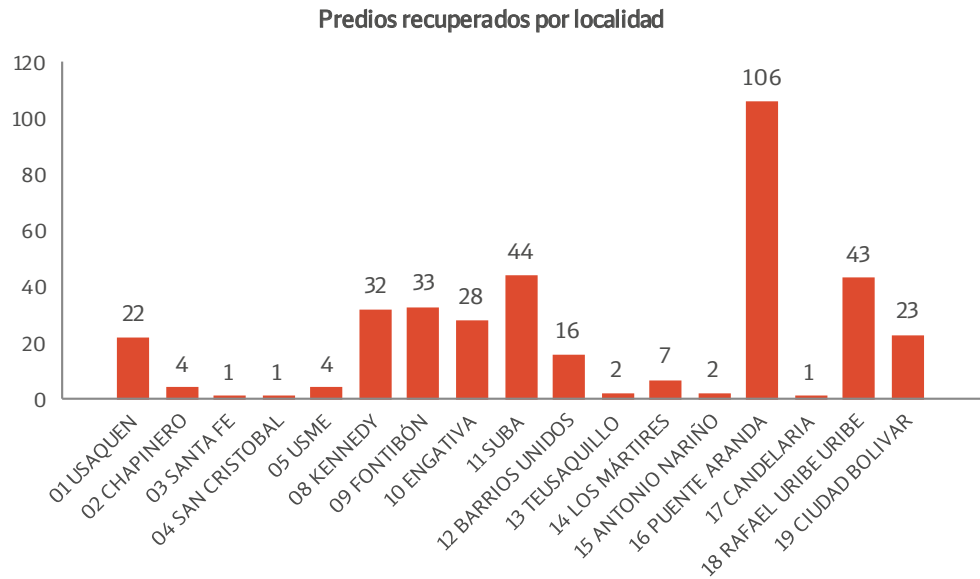 Predios recuperados por localidad
120
100
80
60
40
20
0
22
4
1
1
4
32
33
28
44
16
2
7
2
106
1
43
23
01 USAQUEN
02 CHAPINERO
03 SANTA FE
04 SAN CRISTOBAL
05 USME
08 KENNEDY
09 FONTIBÓN
10 ENGATIVA
11 SUBA
12 BARRIOS UNIDOS
13 TEUSAQUILLO
14 LOS MÁRTIRES
15 ANTONIO NARIÑO
16 PUENTE ARANDA
17 CANDELARIA
18 RAFAEL URIBE URIBE
19 CIUDAD BOLIVAR